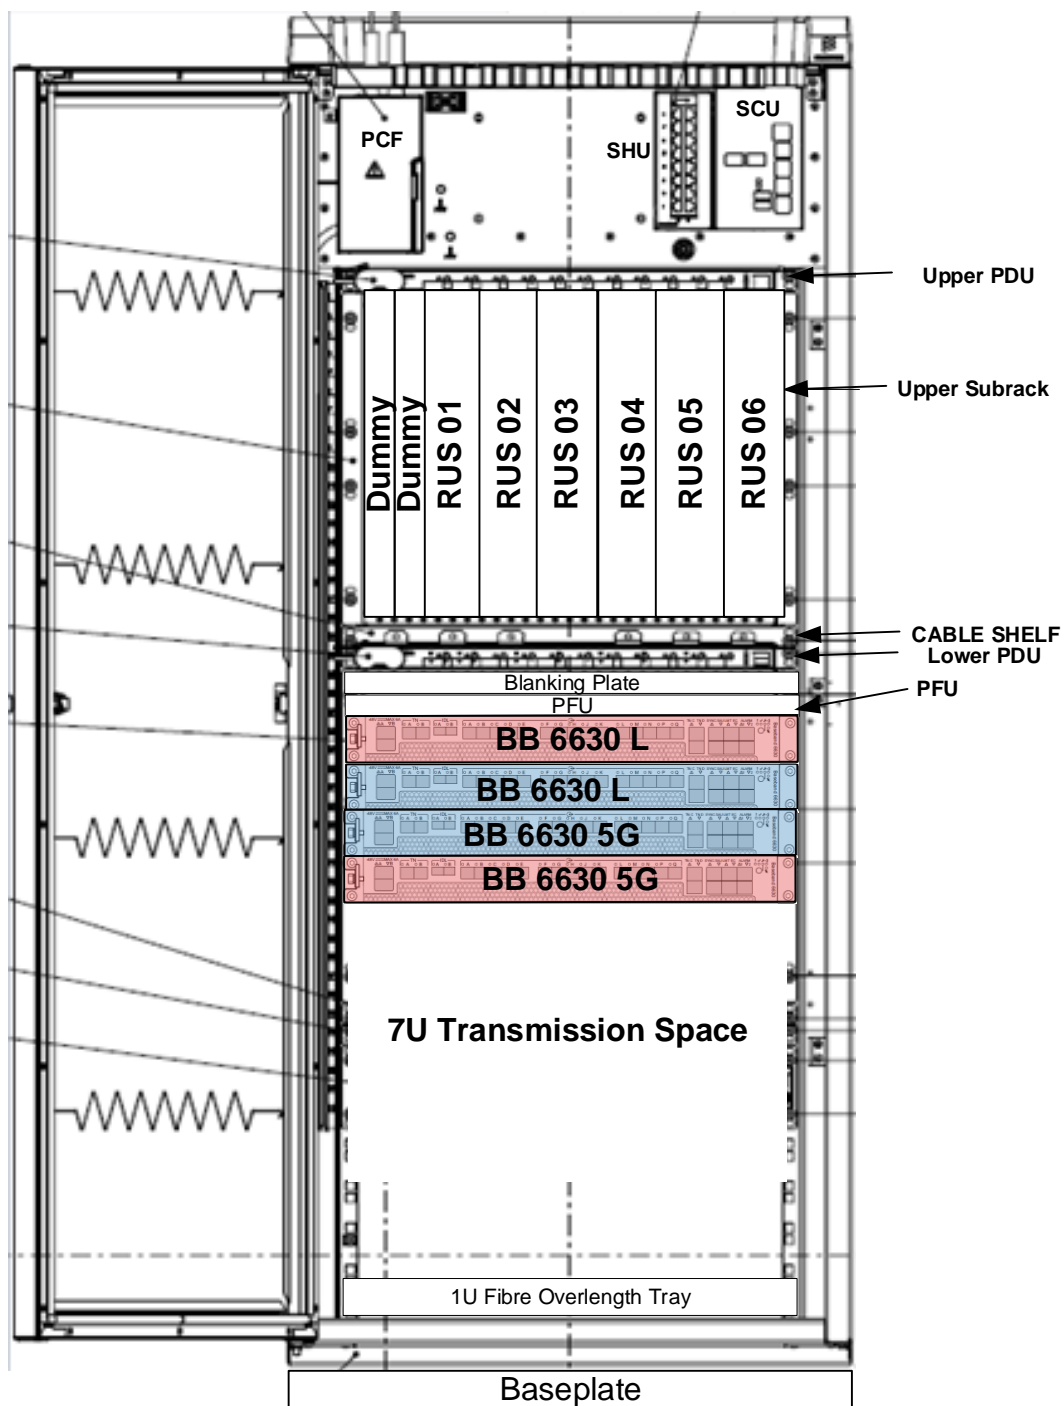 SCU
PCF
SHU
Upper PDU
Upper Subrack
Dummy
Dummy
RUS 01
RUS 02
RUS 03
RUS 04
RUS 05
RUS 06
CABLE SHELF
Lower PDU
Blanking Plate
PFU
PFU
BB 6630 L
BB 6630 L
BB 6630 5G
BB 6630 5G
7U Transmission Space
1U Fibre Overlength Tray
Baseplate